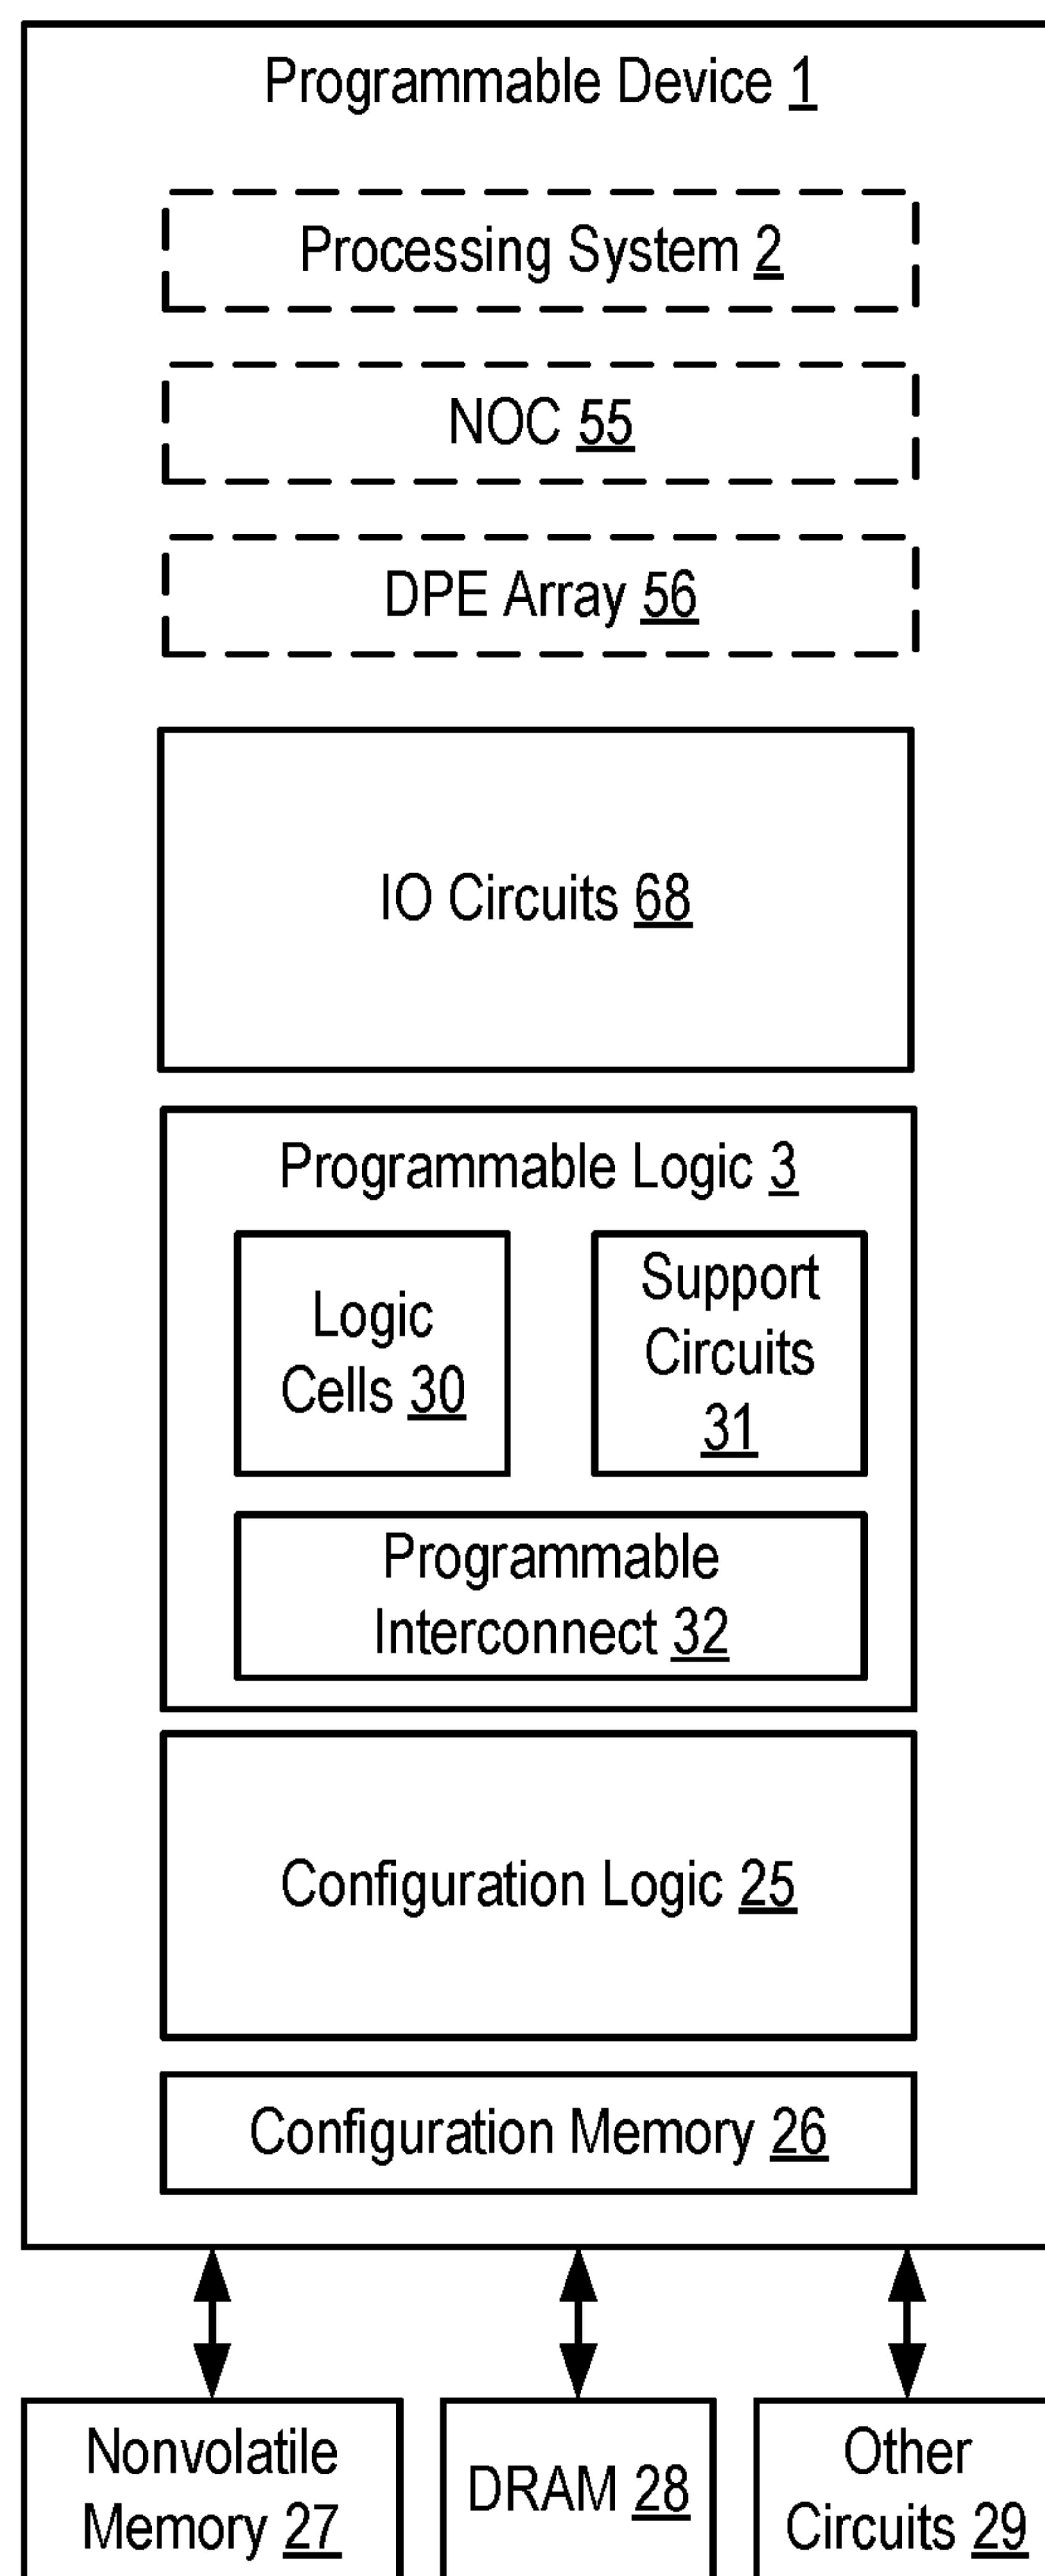 Programmable Device 1
Processing System 2
NOC 55
DPE Array 56
IO Circuits 68
Programmable Logic 3
Logic
Cells 30
Support
Circuits
31
Programmable
Interconnect 32
Configuration Logic 25
Configuration Memory 26
Nonvolatile
Memory 27
DRAM 28
Other
Circuits 29